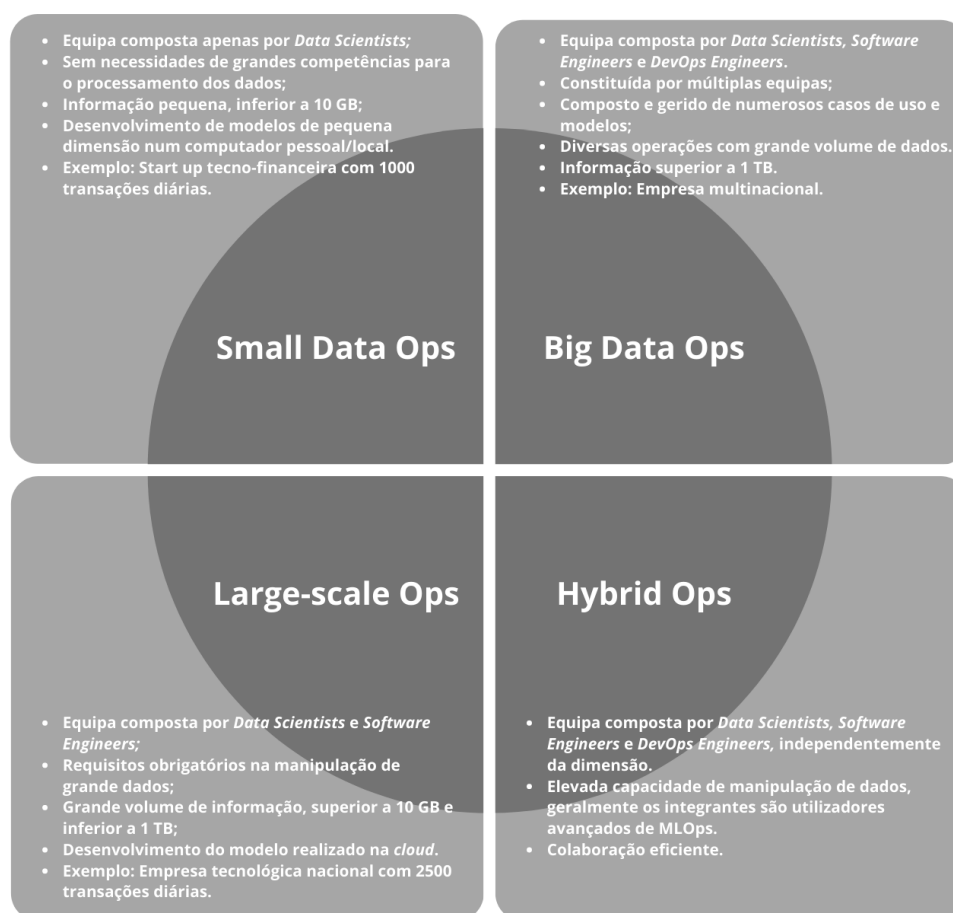 • Equipa composta apenas por Data Scientists;
• Sem necessidades de grandes competências para
o processamento dos dados;
• Informação pequena, inferior a 10 GB;
• Desenvolvimento de modelos de pequena
dimensão num computador pessoal/local.
• Exemplo: Start up tecno-financeira com 1000
transações diárias.
Small Data Ops
• Equipa composta por Data Scientists, Software
Engineers e DevOps Engineers.
• Constituída por múltiplas equipas;
• Composto e gerido de numerosos casos de uso e
modelos;
• Diversas operações com grande volume de dados.
• Informação superior a 1 TB.
• Exemplo: Empresa multinacional.
Big Data Ops
Large-scale Ops
• Equipa composta por Data Scientists e Software
Engineers;
• Requisitos obrigatórios na manipulação de
grande dados;
• Grande volume de informação, superior a 10 GB e
inferior a 1 TB;
• Desenvolvimento do modelo realizado na cloud.
• Exemplo: Empresa tecnológica nacional com 2500
transações diárias.
Hybrid Ops
• Equipa composta por Data Scientists, Software
Engineers e DevOps Engineers, independentemente
da dimensão.
• Elevada capacidade de manipulação de dados,
geralmente os integrantes são utilizadores
avançados de MLOps.
• Colaboração eficiente.